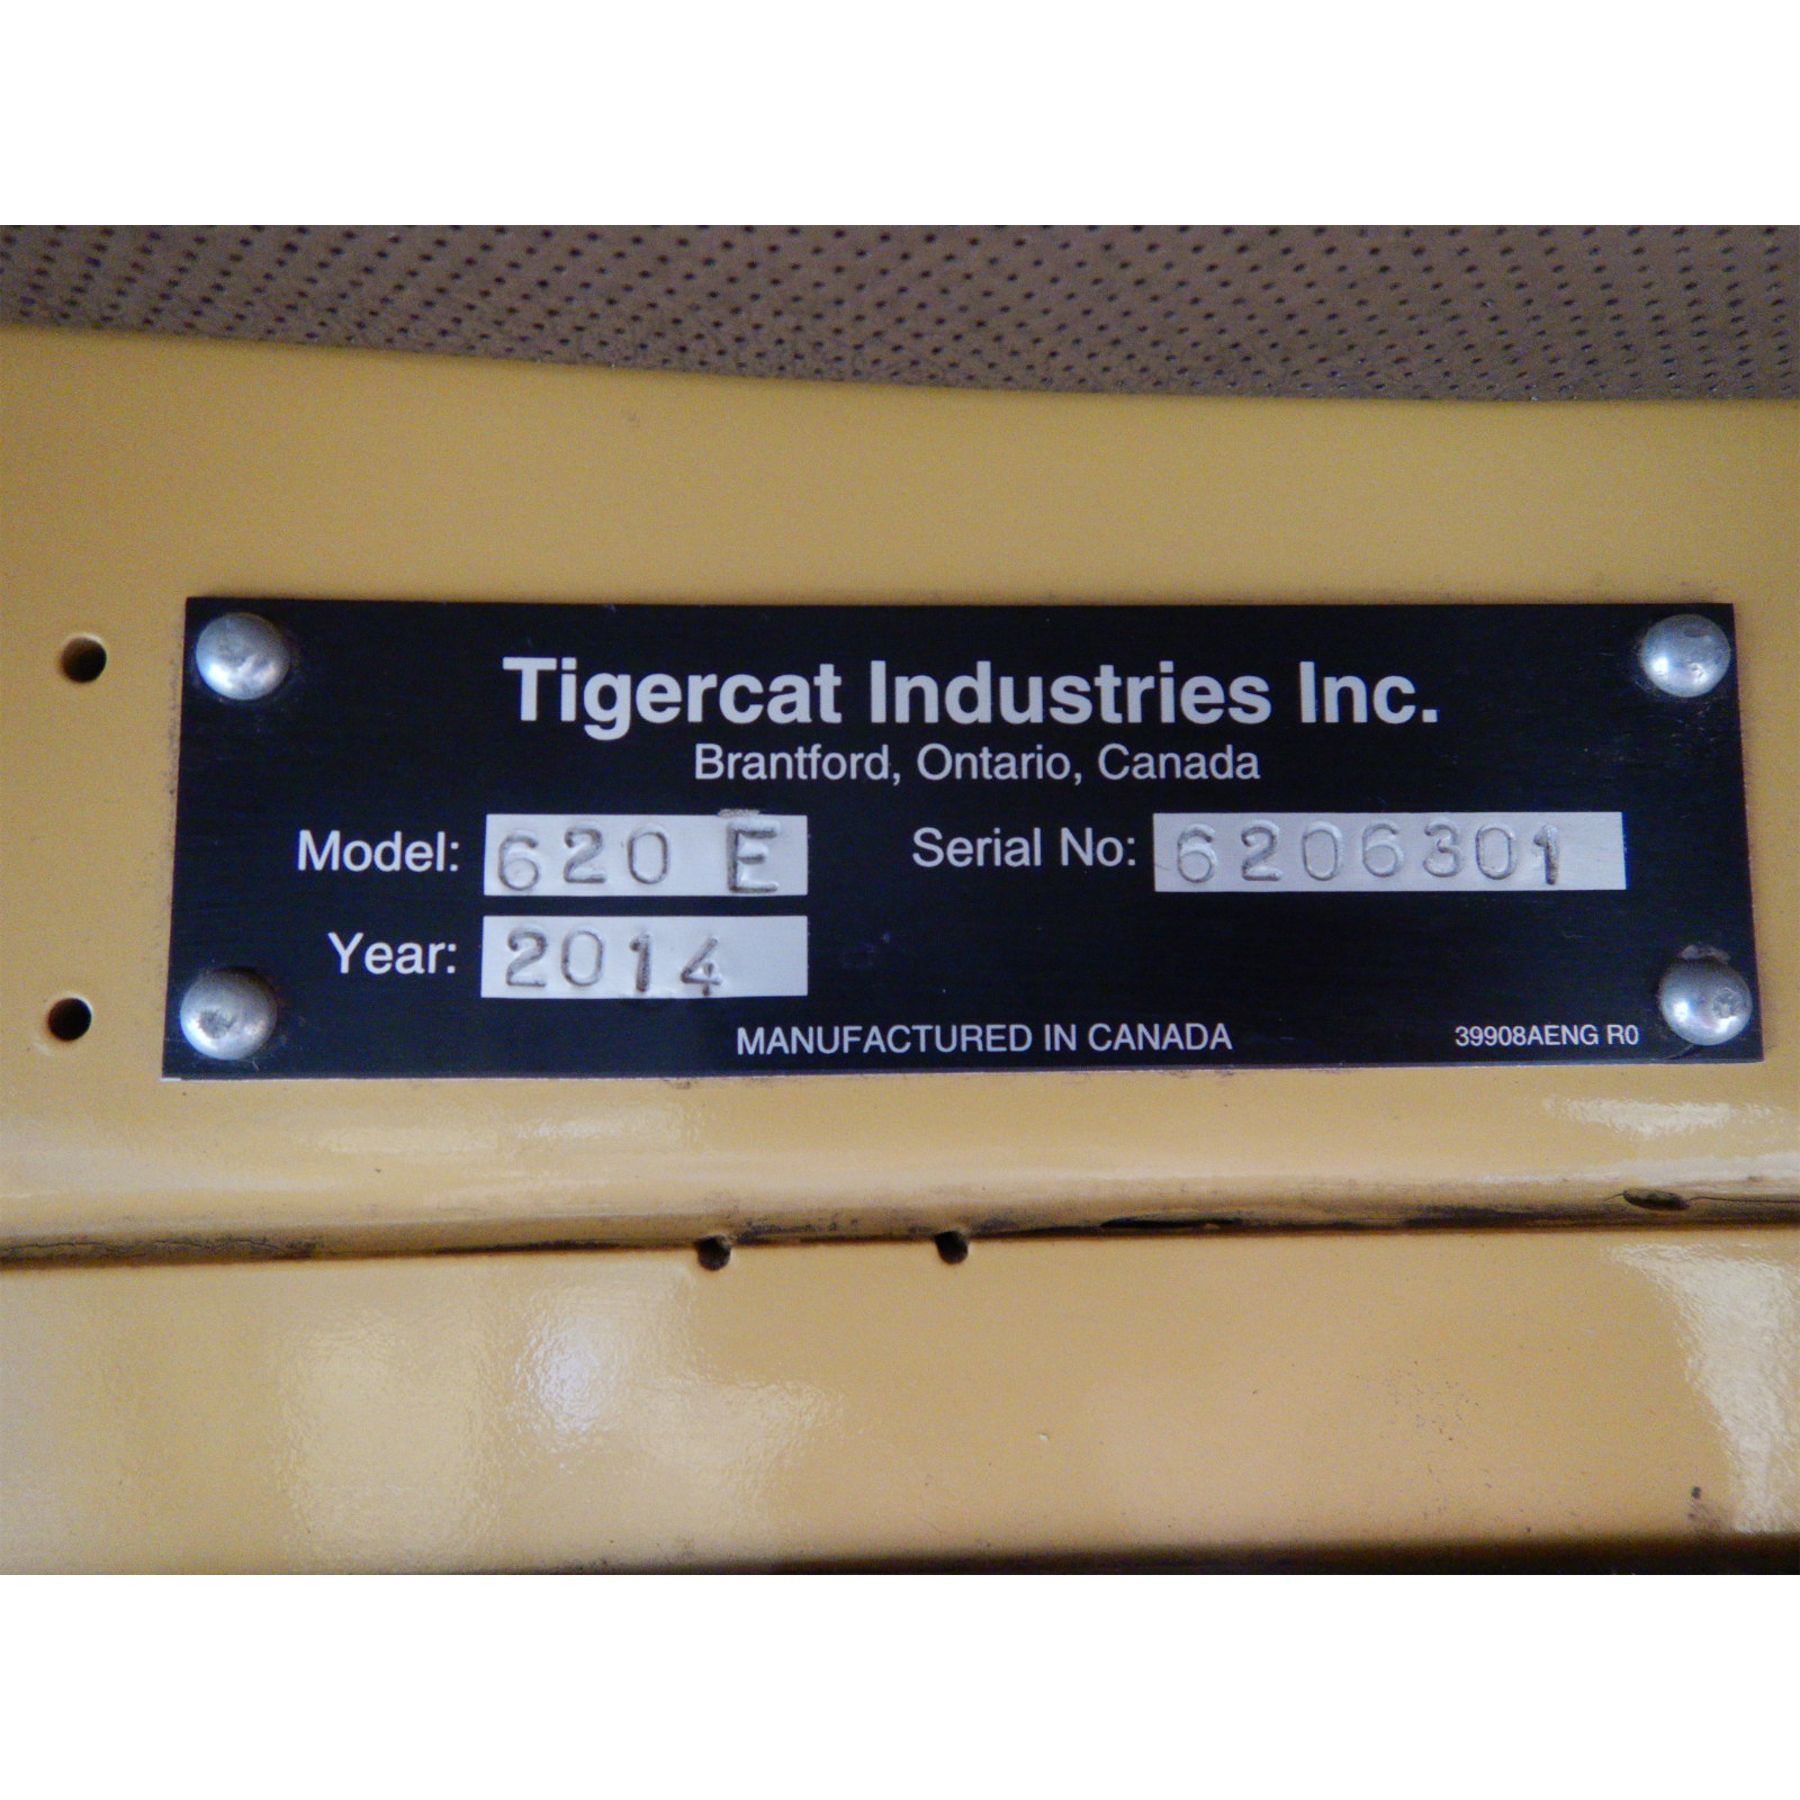 Tigercat Industries Inc.
Brantford, Ontario, Canada
Model: 620 E Serial No: 6206301
Year: 2014
MANUFACTURED IN CANADA 39908AENG R0